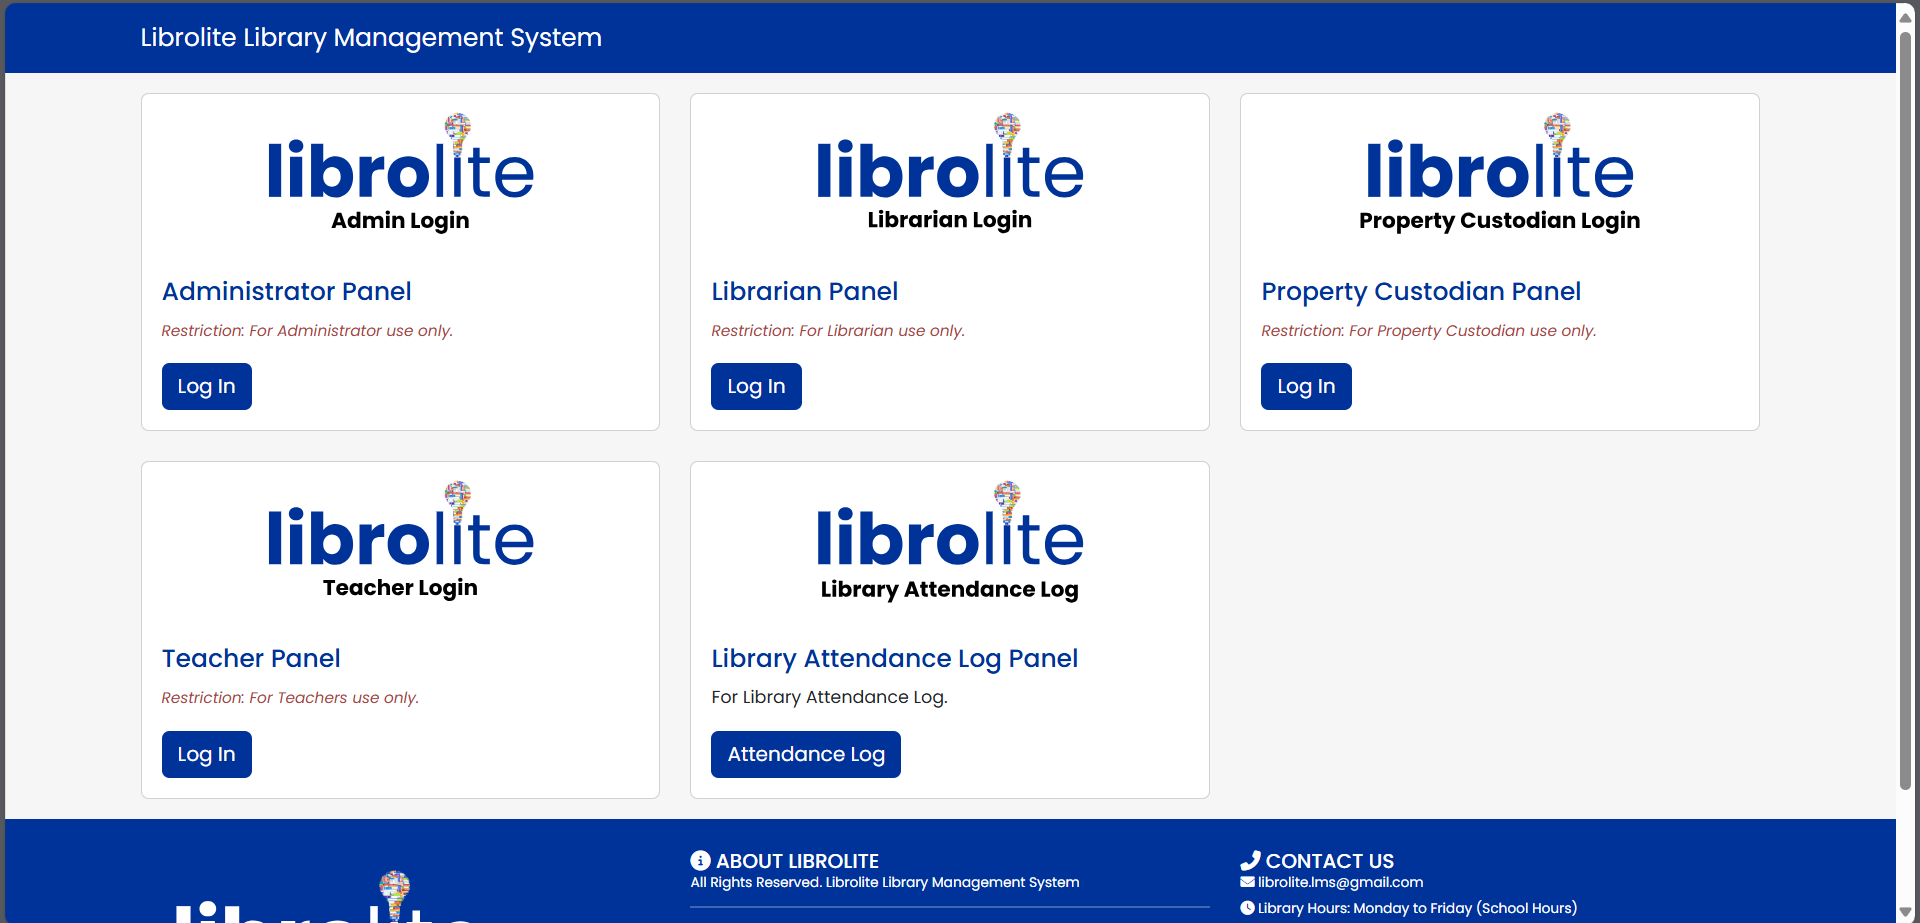 Librolite Library Management System
librolite
Admin Login
Administrator Panel
Restriction: For Administrator use only.
Log In
librolite
Librarian Login
Librarian Panel
Restriction: For Librarian use only.
Log In
librolite
Property Custodian Login
Property Custodian Panel
Restriction: For Property Custodian use only.
Log In
librolite
Teacher Login
Teacher Panel
Restriction: For Teachers use only.
Log In
librolite
Library Attendance Log
Library Attendance Log Panel
For Library Attendance Log.
Attendance Log
librolite
ABOUT LIBROLITE
All Rights Reserved. Librolite Library Management System
CONTACT US
librolite.lms@gmail.com
Library Hours: Monday to Friday (School Hours)